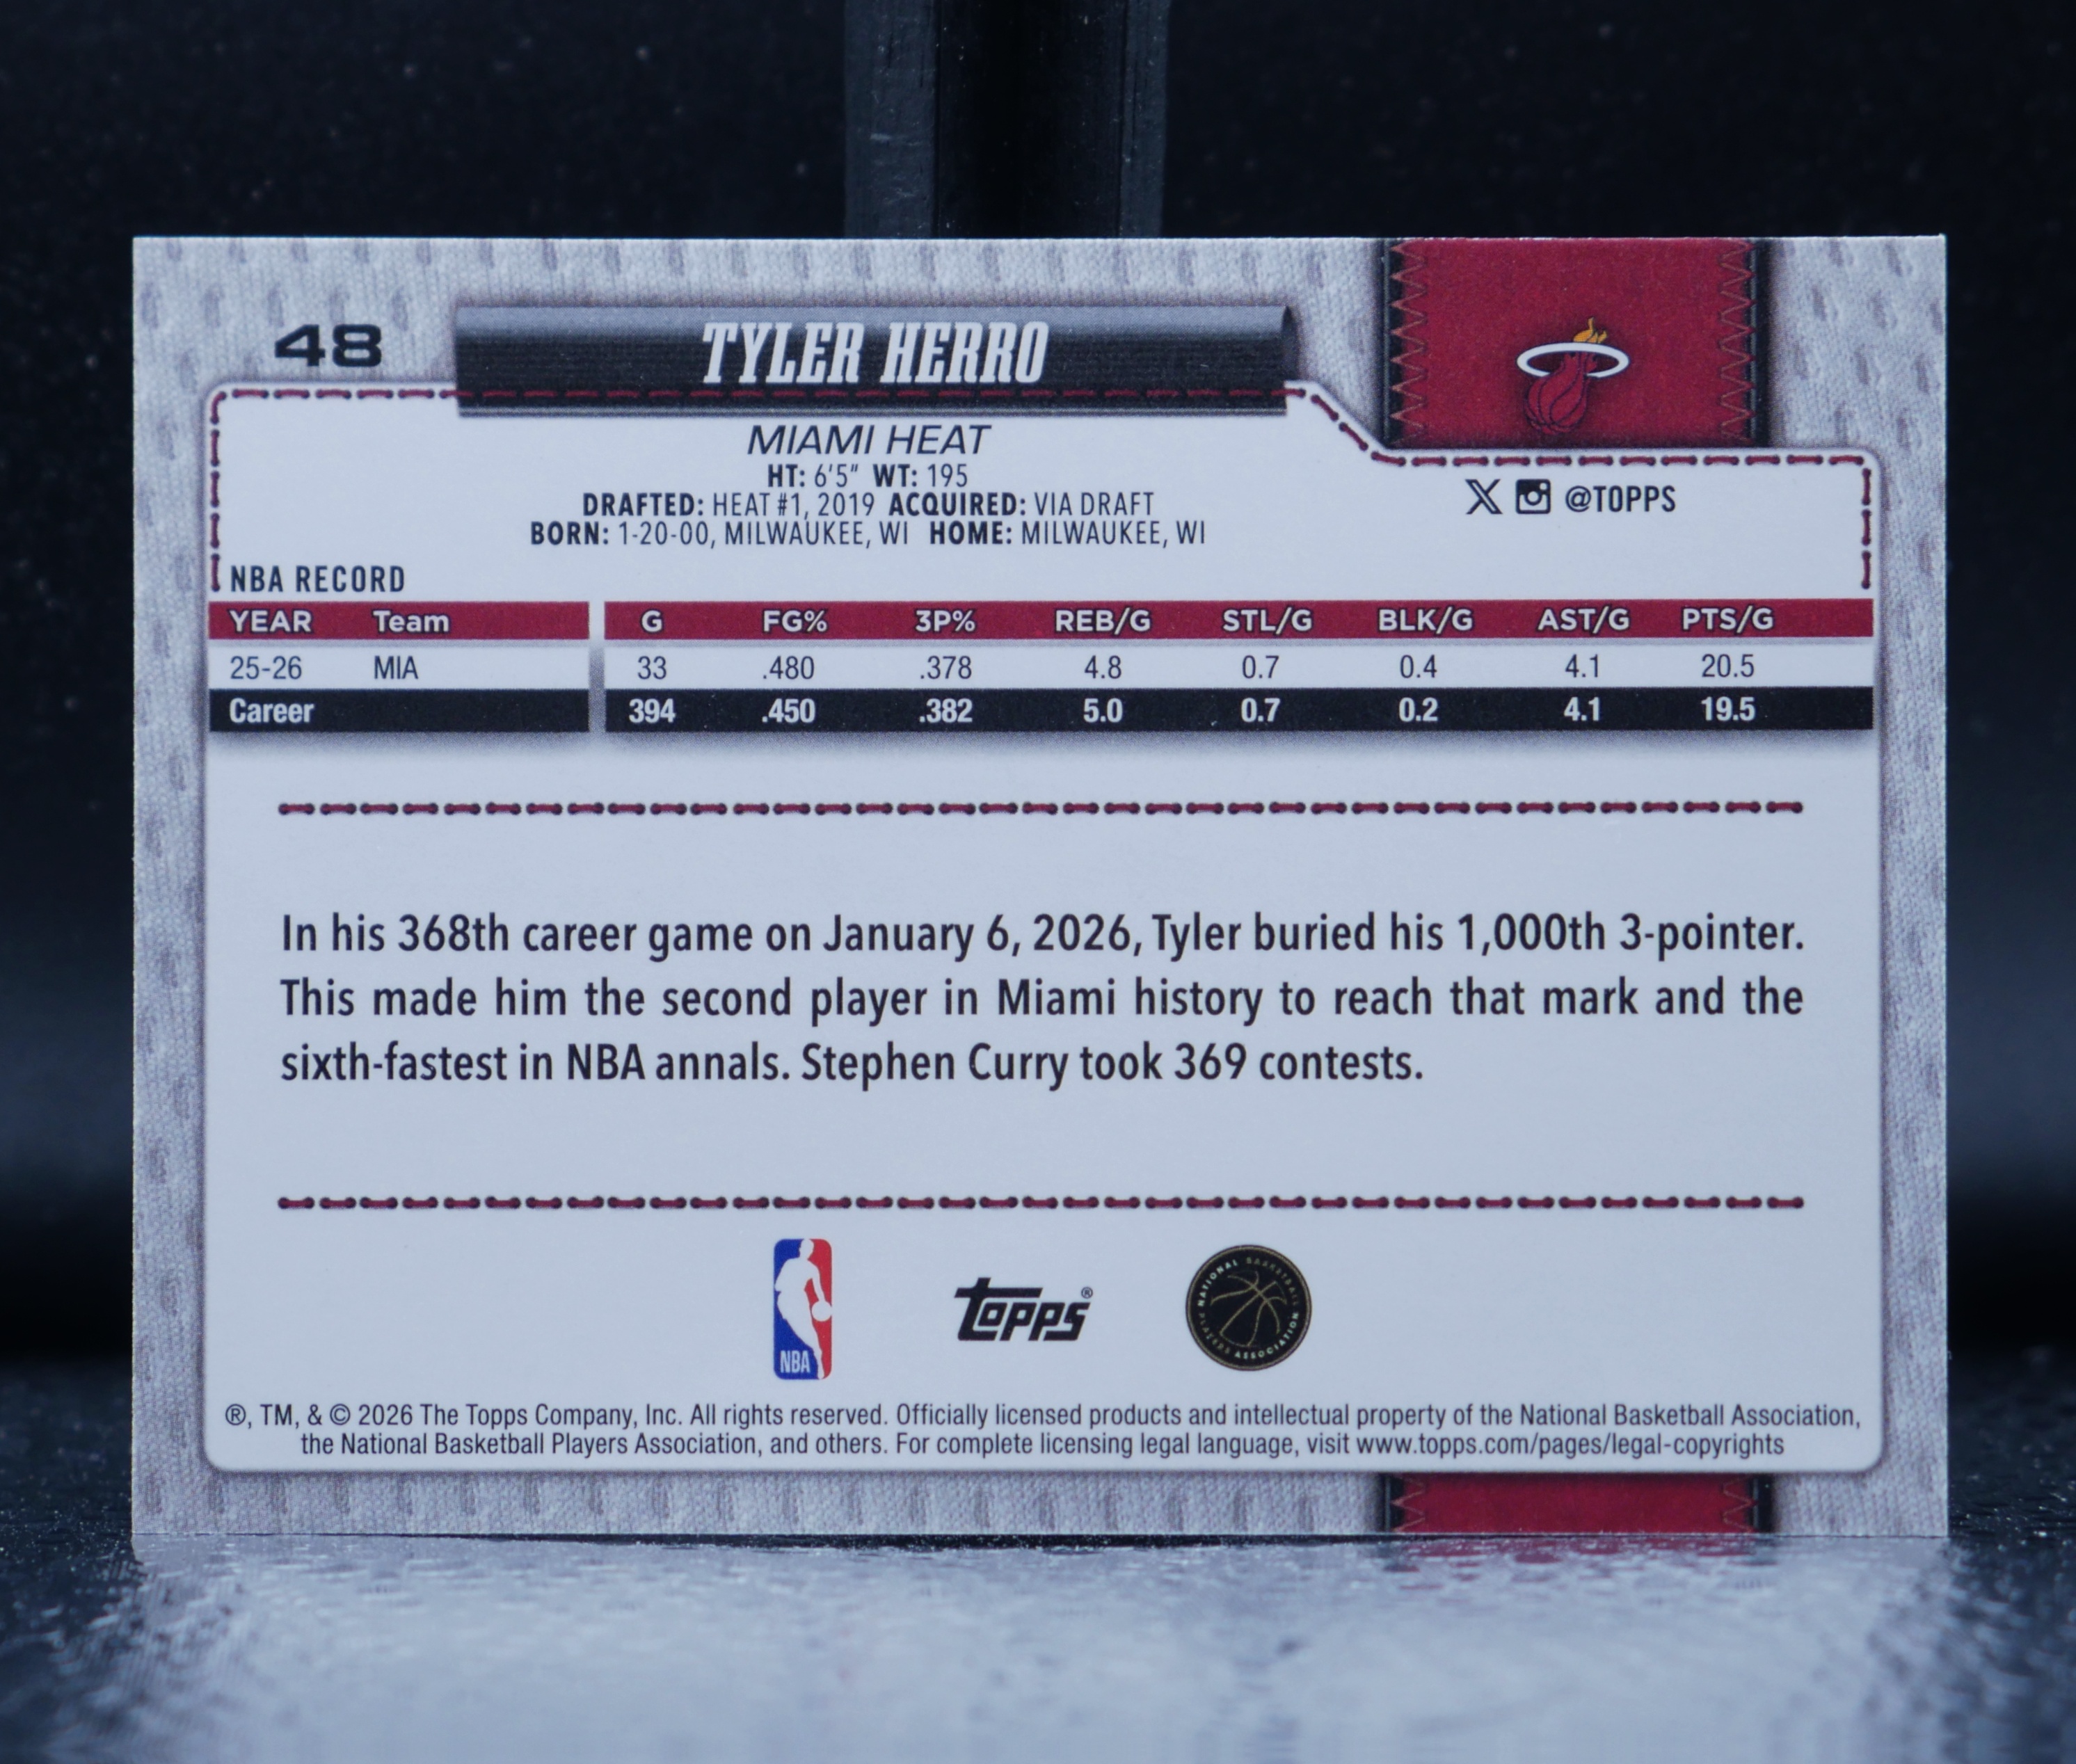 48
TYLER HERRO
MIAMI HEAT
HT: 6'5" WT: 195
DRAFTED: HEAT #1, 2019 ACQUIRED: VIA DRAFT
BORN: 1-20-00, MILWAUKEE, WI HOME: MILWAUKEE, WI
@TOPPS
NBA RECORD
YEAR Team G FG% 3P% REB/G STL/G BLK/G AST/G PTS/G
25-26 MIA 33 .480 .378 4.8 0.7 0.4 4.1 20.5
Career 394 .450 .382 5.0 0.7 0.2 4.1 19.5
In his 368th career game on January 6, 2026, Tyler buried his 1,000th 3-pointer.
This made him the second player in Miami history to reach that mark and the
sixth-fastest in NBA annals. Stephen Curry took 369 contests.
NBA
topps®
NATIONAL BASKETBALL PLAYERS ASSOCIATION
®, TM, & © 2026 The Topps Company, Inc. All rights reserved. Officially licensed products and intellectual property of the National Basketball Association,
the National Basketball Players Association, and others. For complete licensing legal language, visit www.topps.com/pages/legal-copyrights